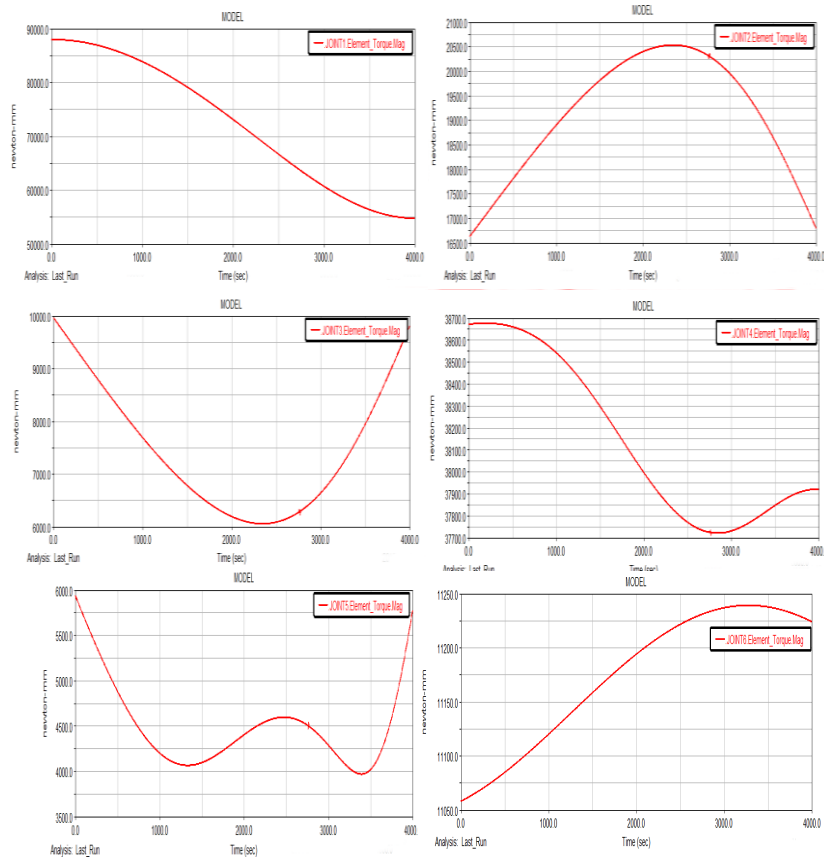 MODEL
90000.0
80000.0
70000.0
60000.0
50000.0
newton-mm
JOINT1.Element_Torque.Mag
0.0 1000.0 2000.0 3000.0 4000.0
Analysis: Last_Run Time (sec)
MODEL
21000.0
20500.0
20000.0
19500.0
19000.0
18500.0
18000.0
17500.0
17000.0
16500.0
newton-mm
JOINT2.Element_Torque.Mag
0.0 1000.0 2000.0 3000.0 4000.0
Analysis: Last_Run Time (sec)
MODEL
10000.0
9000.0
8000.0
7000.0
6000.0
newton-mm
JOINT3.Element_Torque.Mag
0.0 1000.0 2000.0 3000.0 4000.0
Analysis: Last_Run Time (sec)
MODEL
38700.0
38600.0
38500.0
38400.0
38300.0
38200.0
38100.0
38000.0
37900.0
37800.0
37700.0
newton-mm
JOINT4.Element_Torque.Mag
0.0 1000.0 2000.0 3000.0 4000.0
Analysis: Last_Run Time (sec)
MODEL
6000.0
5500.0
5000.0
4500.0
4000.0
3500.0
newton-mm
JOINT5.Element_Torque.Mag
0.0 1000.0 2000.0 3000.0 4000.0
Analysis: Last_Run Time (sec)
MODEL
11250.0
11200.0
11150.0
11100.0
11050.0
newton-mm
JOINT6.Element_Torque.Mag
0.0 1000.0 2000.0 3000.0 4000.0
Analysis: Last_Run Time (sec)